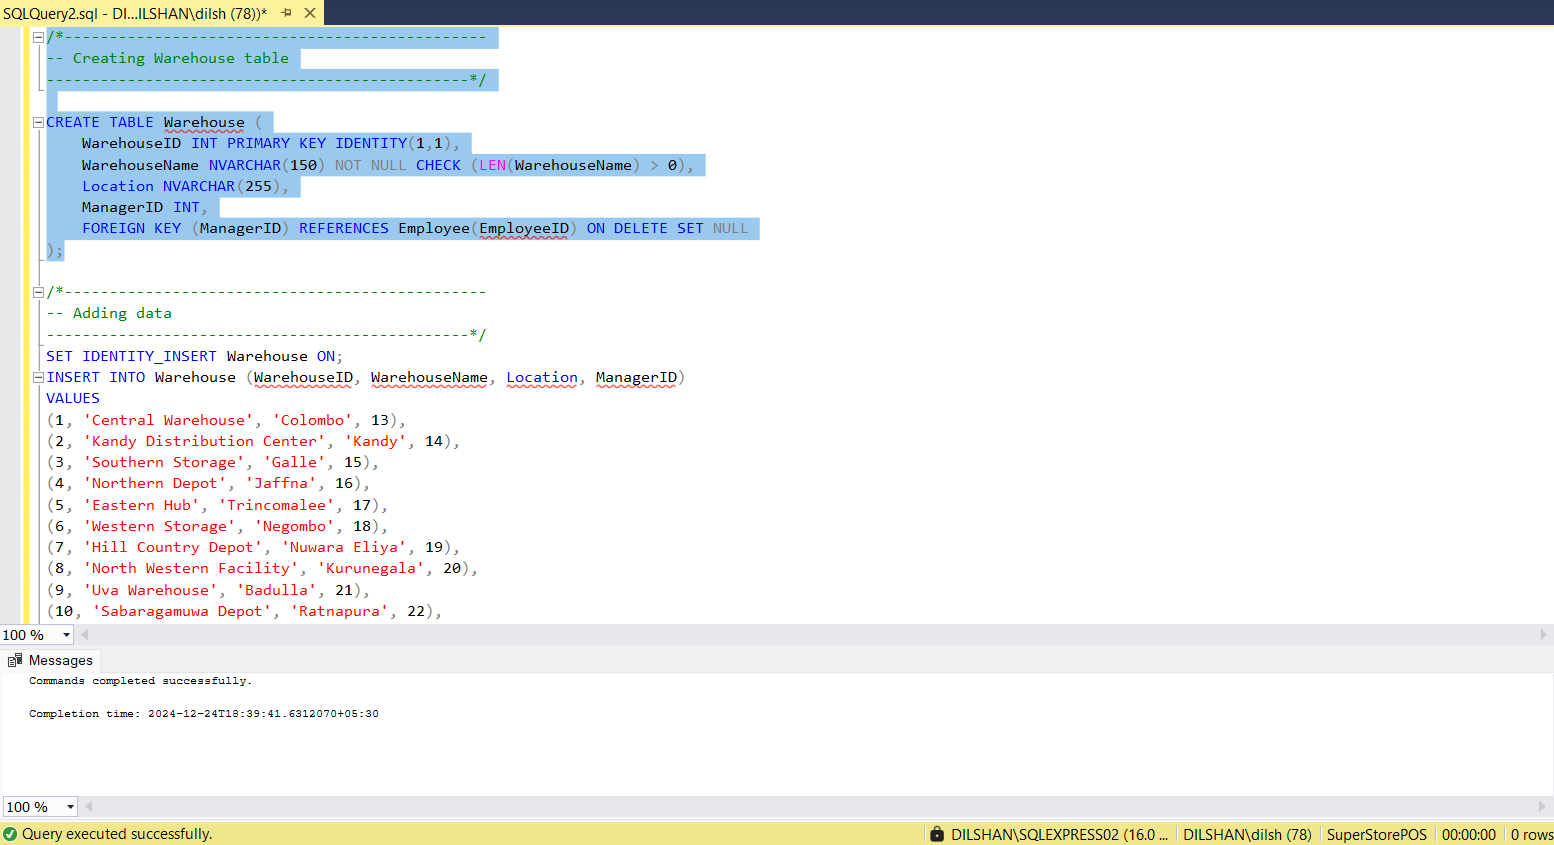 SQLQuery2.sql - DI...ILSHAN\dilsh (78))*
/*-----------------------------------------------
-- Creating Warehouse table
-----------------------------------------------*/
CREATE TABLE Warehouse (
WarehouseID INT PRIMARY KEY IDENTITY(1,1),
WarehouseName NVARCHAR(150) NOT NULL CHECK (LEN(WarehouseName) > 0),
Location NVARCHAR(255),
ManagerID INT,
FOREIGN KEY (ManagerID) REFERENCES Employee(EmployeeID) ON DELETE SET NULL
);
/*-----------------------------------------------
-- Adding data
-----------------------------------------------*/
SET IDENTITY_INSERT Warehouse ON;
INSERT INTO Warehouse (WarehouseID, WarehouseName, Location, ManagerID)
VALUES
(1, 'Central Warehouse', 'Colombo', 13),
(2, 'Kandy Distribution Center', 'Kandy', 14),
(3, 'Southern Storage', 'Galle', 15),
(4, 'Northern Depot', 'Jaffna', 16),
(5, 'Eastern Hub', 'Trincomalee', 17),
(6, 'Western Storage', 'Negombo', 18),
(7, 'Hill Country Depot', 'Nuwara Eliya', 19),
(8, 'North Western Facility', 'Kurunegala', 20),
(9, 'Uva Warehouse', 'Badulla', 21),
(10, 'Sabaragamuwa Depot', 'Ratnapura', 22),
100 %
Messages
Commands completed successfully.
Completion time: 2024-12-24T18:39:41.6312070+05:30
100 %
Query executed successfully. DILSHAN\SQLEXPRESS02 (16.0 ... DILSHAN\dilsh (78) SuperStorePOS 00:00:00 0 rows